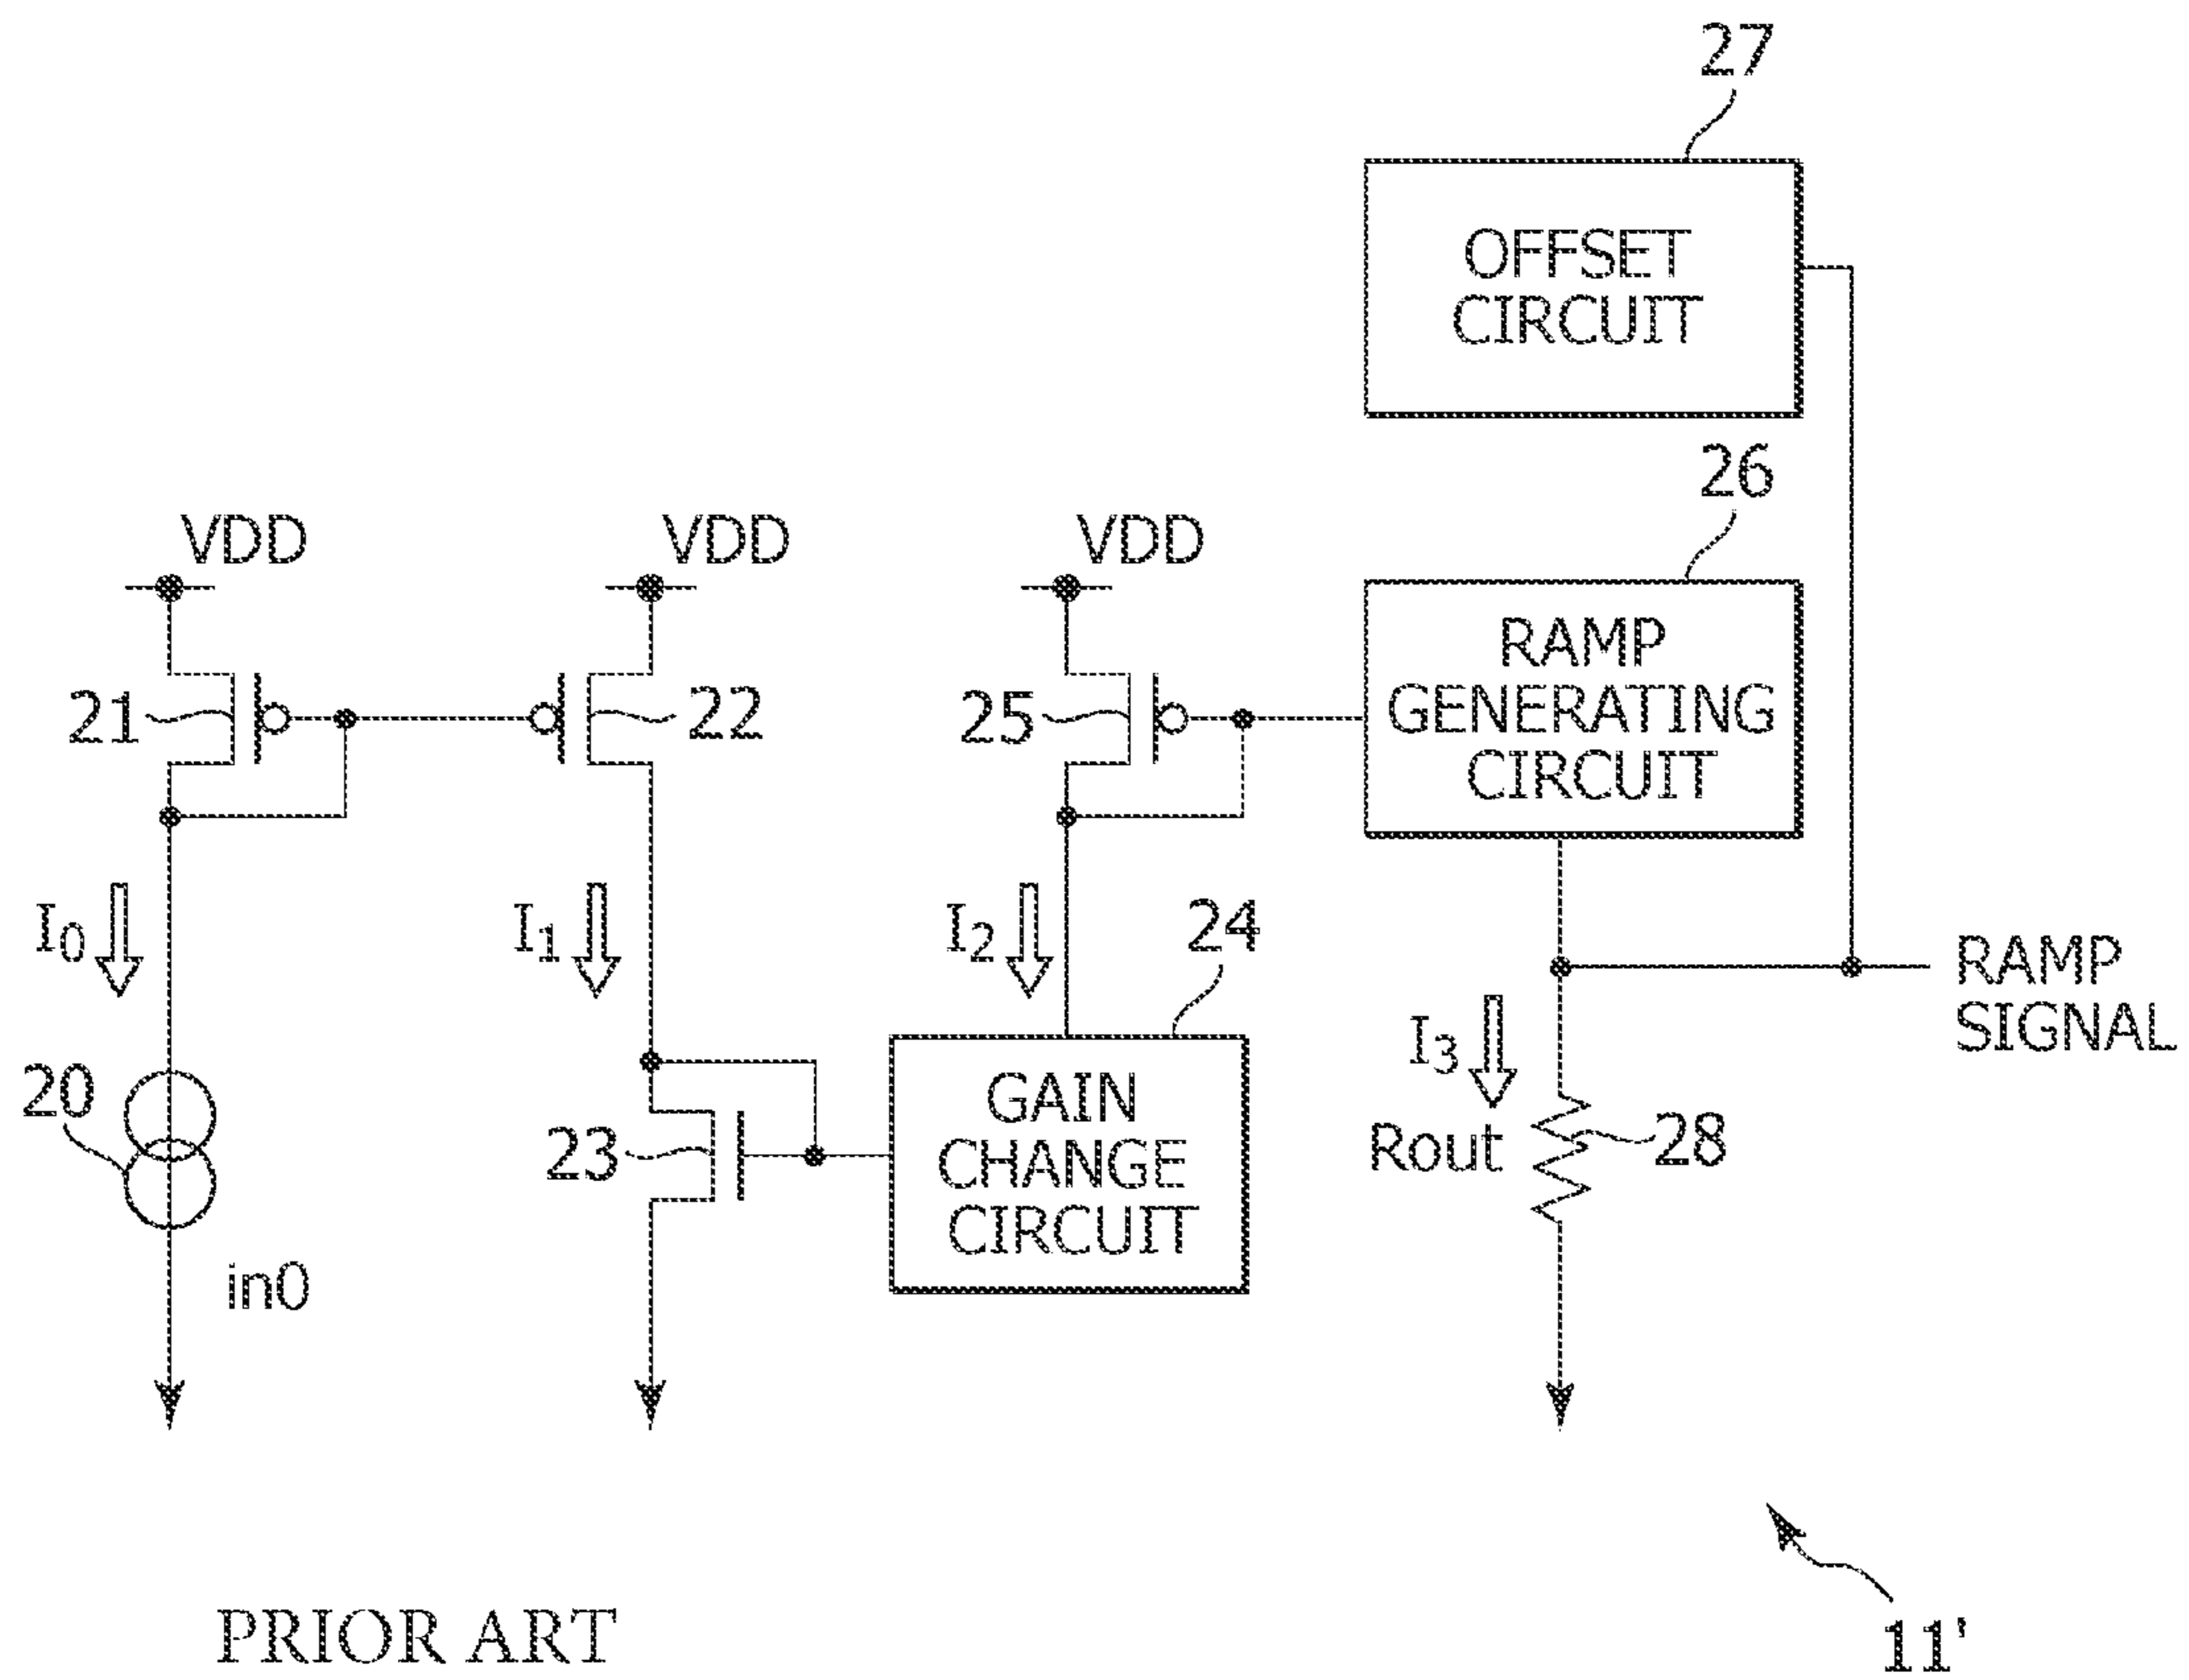 27
OFFSET
CIRCUIT
26
VDD
VDD
VDD
RAMP
GENERATING
CIRCUIT
21
22
25
I0
I1
I2
24
RAMP
SIGNAL
I3
20
GAIN
CHANGE
CIRCUIT
23
Rout
28
in0
PRIOR ART
11'